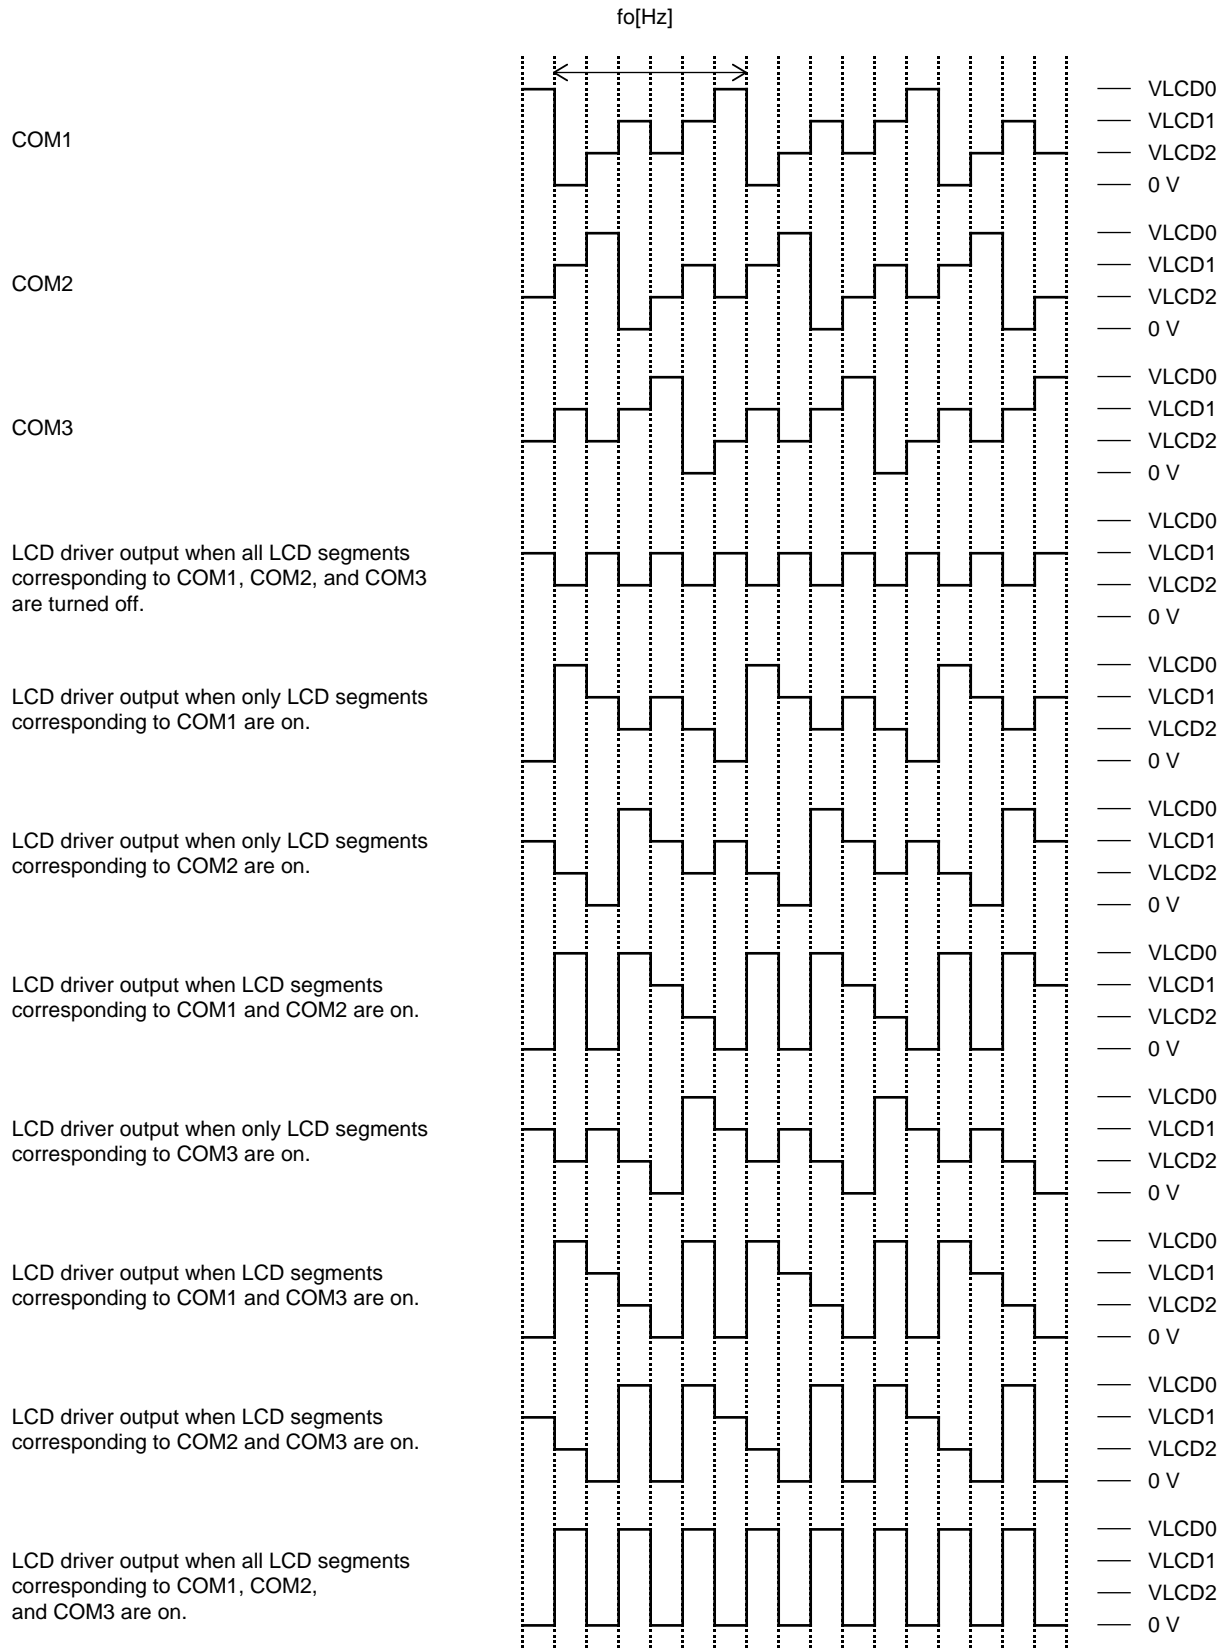 fo[Hz]
COM1
VLCD0
VLCD1
VLCD2
0 V
COM2
VLCD0
VLCD1
VLCD2
0 V
COM3
VLCD0
VLCD1
VLCD2
0 V
LCD driver output when all LCD segments
corresponding to COM1, COM2, and COM3
are turned off.
VLCD0
VLCD1
VLCD2
0 V
LCD driver output when only LCD segments
corresponding to COM1 are on.
VLCD0
VLCD1
VLCD2
0 V
LCD driver output when only LCD segments
corresponding to COM2 are on.
VLCD0
VLCD1
VLCD2
0 V
LCD driver output when LCD segments
corresponding to COM1 and COM2 are on.
VLCD0
VLCD1
VLCD2
0 V
LCD driver output when only LCD segments
corresponding to COM3 are on.
VLCD0
VLCD1
VLCD2
0 V
LCD driver output when LCD segments
corresponding to COM1 and COM3 are on.
VLCD0
VLCD1
VLCD2
0 V
LCD driver output when LCD segments
corresponding to COM2 and COM3 are on.
VLCD0
VLCD1
VLCD2
0 V
LCD driver output when all LCD segments
corresponding to COM1, COM2,
and COM3 are on.
VLCD0
VLCD1
VLCD2
0 V